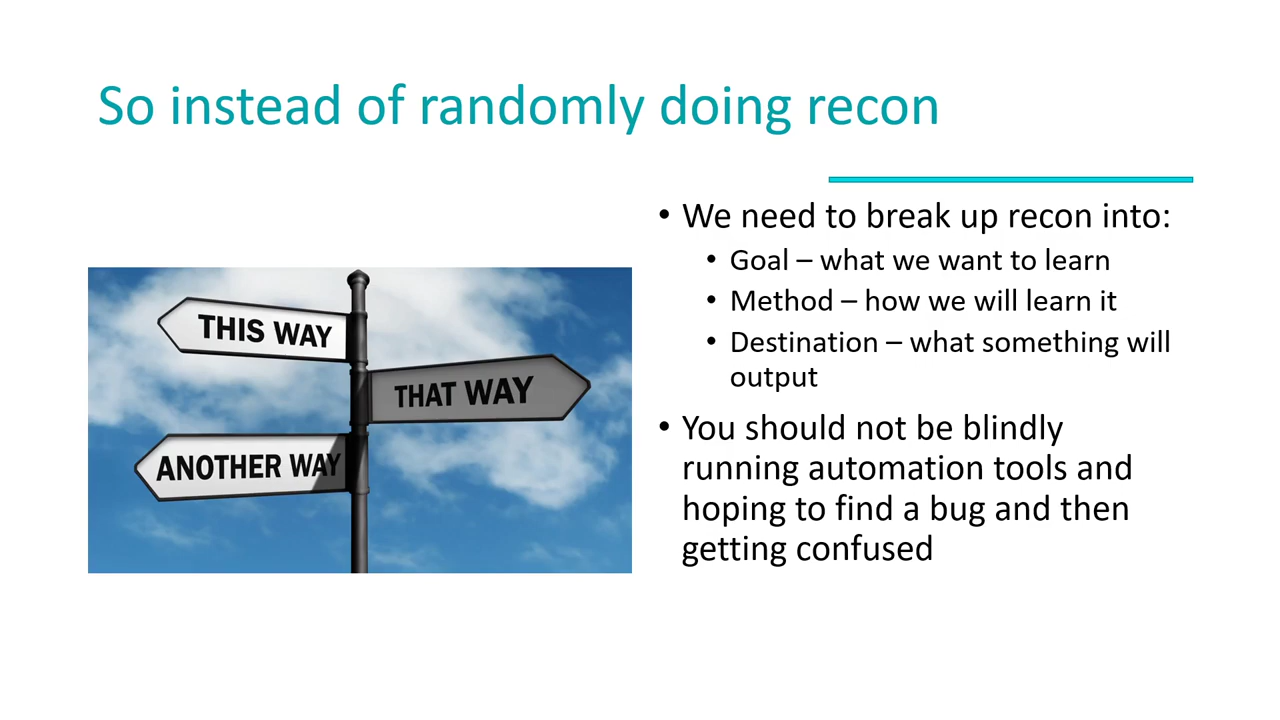 So instead of randomly doing recon
THIS WAY
THAT WAY
ANOTHER WAY
• We need to break up recon into:
• Goal – what we want to learn
• Method – how we will learn it
• Destination – what something will
output
• You should not be blindly
running automation tools and
hoping to find a bug and then
getting confused